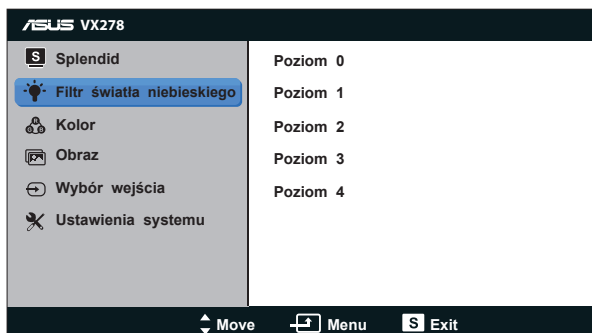 ASUS VX278
S Splendid
Filtr światła niebieskiego
Kolor
Obraz
Wybór wejścia
Ustawienia systemu
Poziom 0
Poziom 1
Poziom 2
Poziom 3
Poziom 4
Move Menu S Exit